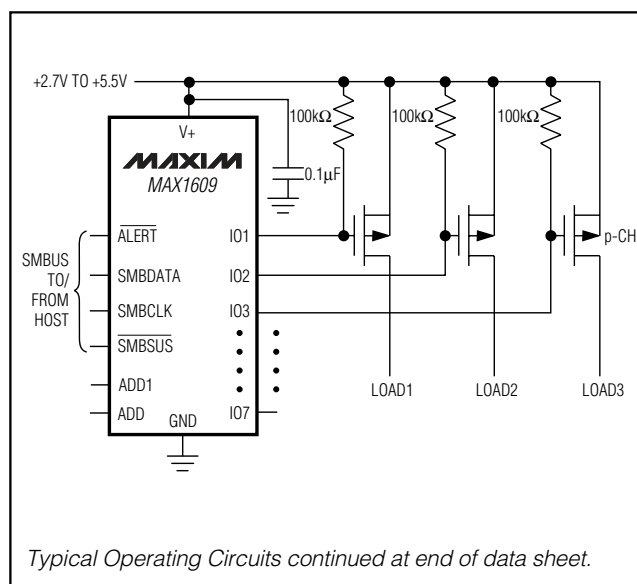 +2.7V TO +5.5V
100kΩ 100kΩ 100kΩ
V+
MAXIM
MAX1609
0.1µF
ALERT
IO1
p-CH
SMBUS
TO/
FROM
HOST
SMBDATA
IO2
SMBCLK
IO3
SMBSUS
ADD1
LOAD1 LOAD2 LOAD3
ADD
GND
IO7
Typical Operating Circuits continued at end of data sheet.